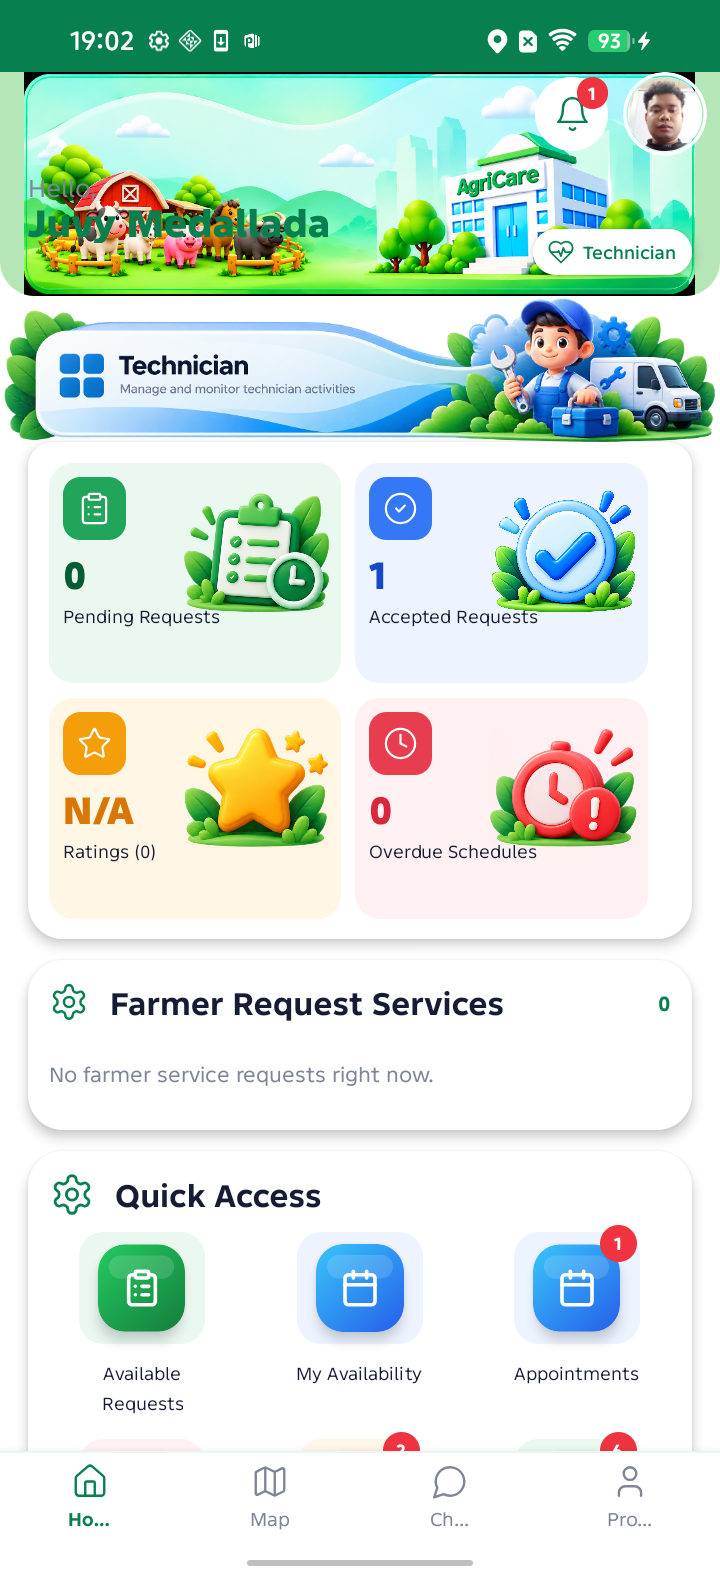 19:02
93
1
AgriCare
Hello,
Juvy Medallada
Technician
Technician
Manage and monitor technician activities
0
Pending Requests
1
Accepted Requests
N/A
Ratings (0)
0
Overdue Schedules
Farmer Request Services
0
No farmer service requests right now.
Quick Access
1
Available
Requests
My Availability
Appointments
Ho...
Map
Ch...
Pro...